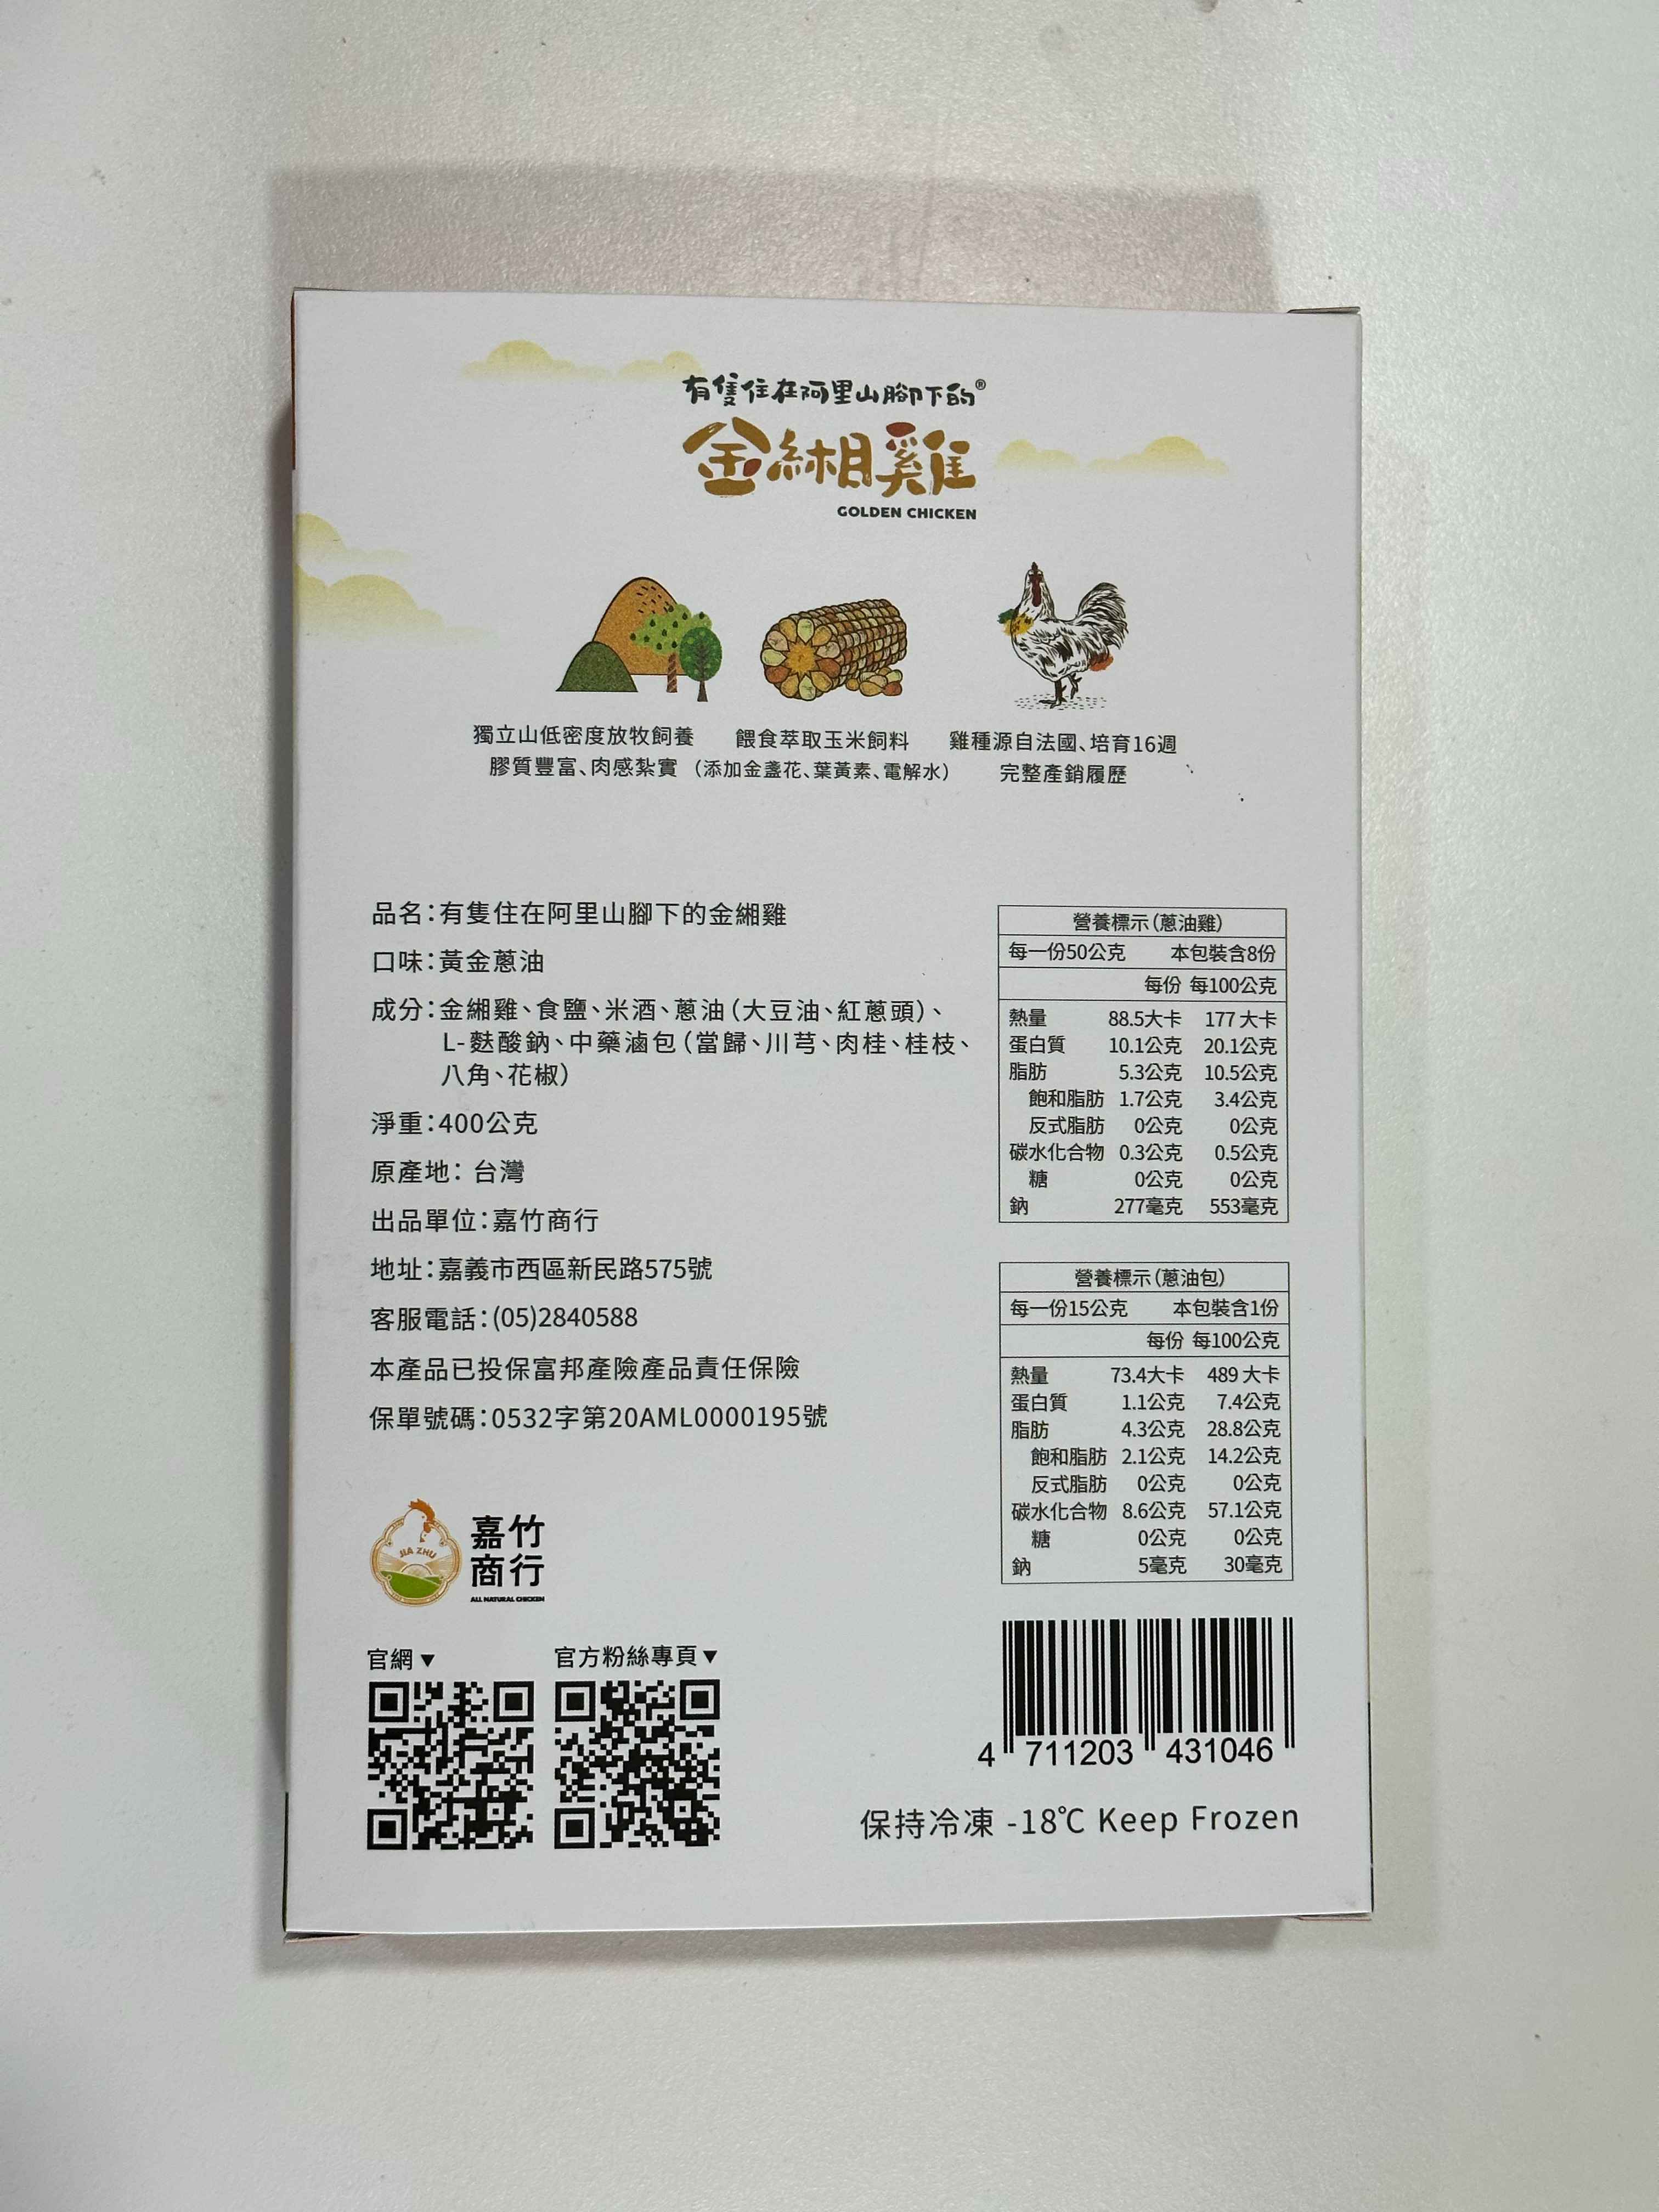 有隻住在阿里山腳下的®
金緗雞
GOLDEN CHICKEN
獨立山低密度放牧飼養
膠質豐富、肉感紮實
餵食萃取玉米飼料
(添加金盞花、葉黃素、電解水)
雞種源自法國、培育16週
完整產銷履歷
品名：有隻住在阿里山腳下的金緗雞
口味：黃金蔥油
成分：金緗雞、食鹽、米酒、蔥油(大豆油、紅蔥頭)、
L-麩酸鈉、中藥滷包(當歸、川芎、肉桂、桂枝、
八角、花椒)
淨重：400公克
原產地：台灣
出品單位：嘉竹商行
地址：嘉義市西區新民路575號
客服電話：(05)2840588
本產品已投保富邦產險產品責任保險
保單號碼：0532字第20AML0000195號
營養標示(蔥油雞)
每一份50公克 本包裝含8份
每份 每100公克
熱量 88.5大卡 177大卡
蛋白質 10.1公克 20.1公克
脂肪 5.3公克 10.5公克
飽和脂肪 1.7公克 3.4公克
反式脂肪 0公克 0公克
碳水化合物 0.3公克 0.5公克
糖 0公克 0公克
鈉 277毫克 553毫克
營養標示(蔥油包)
每一份15公克 本包裝含1份
每份 每100公克
熱量 73.4大卡 489大卡
蛋白質 1.1公克 7.4公克
脂肪 4.3公克 28.8公克
飽和脂肪 2.1公克 14.2公克
反式脂肪 0公克 0公克
碳水化合物 8.6公克 57.1公克
糖 0公克 0公克
鈉 5毫克 30毫克
JIA ZHU
嘉竹
商行
ALL NATURAL CHICKEN
官網▼
官方粉絲專頁▼
4 711203 431046
保持冷凍 -18℃ Keep Frozen